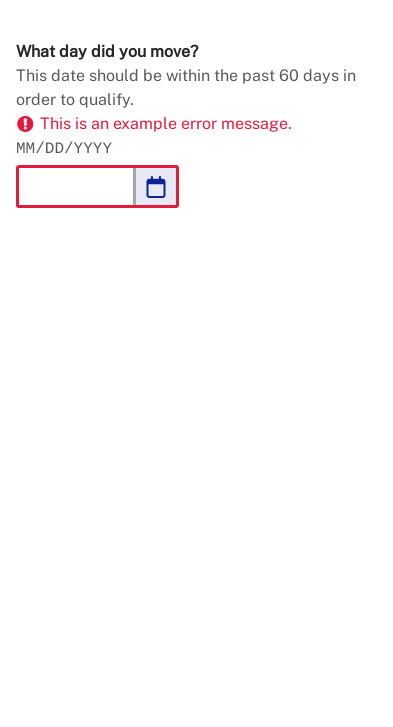 What day did you move?
This date should be within the past 60 days in
order to qualify.
This is an example error message.
MM/DD/YYYY